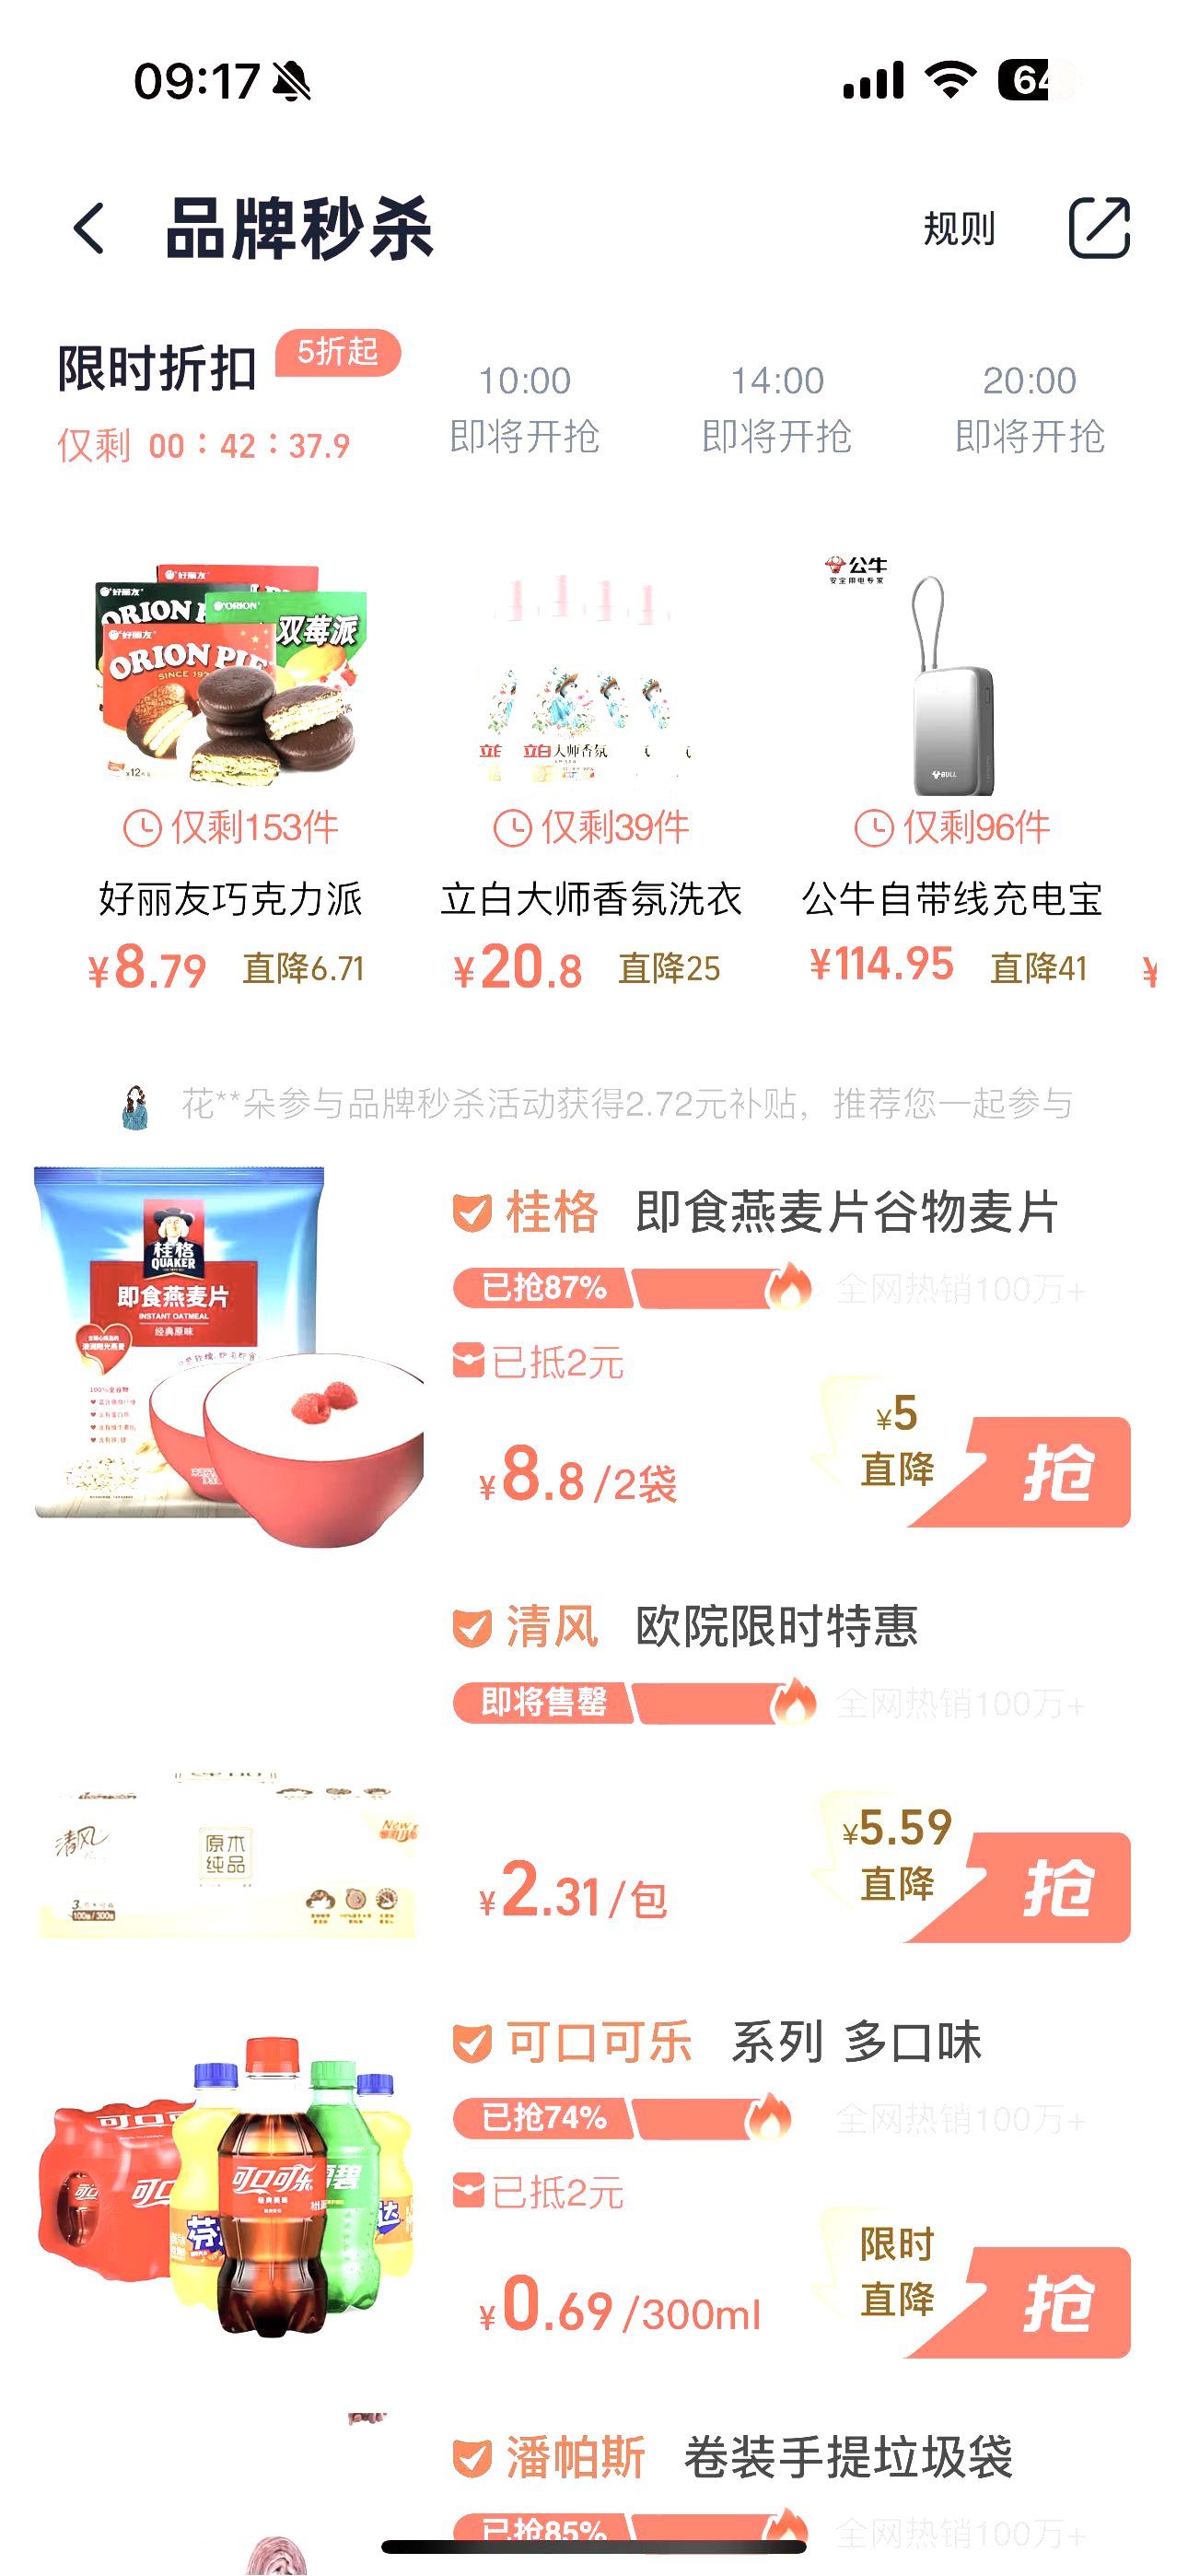 09:17
64
品牌秒杀
规则
限时折扣
5折起
仅剩 00:42:37.9
10:00
即将开抢
14:00
即将开抢
20:00
即将开抢
好丽友
好丽友
ORION
双莓派
好丽友
ORION PIE
SINCE
立白大师香氛
公牛
安全用电专家
BULL
仅剩153件
仅剩39件
仅剩96件
好丽友巧克力派
立白大师香氛洗衣
公牛自带线充电宝
¥8.79 直降6.71
¥20.8 直降25
¥114.95 直降41
¥
花**朵参与品牌秒杀活动获得2.72元补贴，推荐您一起参与
桂格
QUAKER
即食燕麦片
INSTANT OATMEAL
经典原味
桂格 即食燕麦片谷物麦片
已抢87%
全网热销100万+
已抵2元
¥8.8/2袋
¥5
直降
抢
清风 欧院限时特惠
即将售罄
全网热销100万+
清风
原木
纯品
New
¥2.31/包
¥5.59
直降
抢
可口可乐 系列 多口味
已抢74%
全网热销100万+
已抵2元
可口可乐
¥0.69/300ml
限时
直降
抢
潘帕斯 卷装手提垃圾袋
已抢85%
全网热销100万+